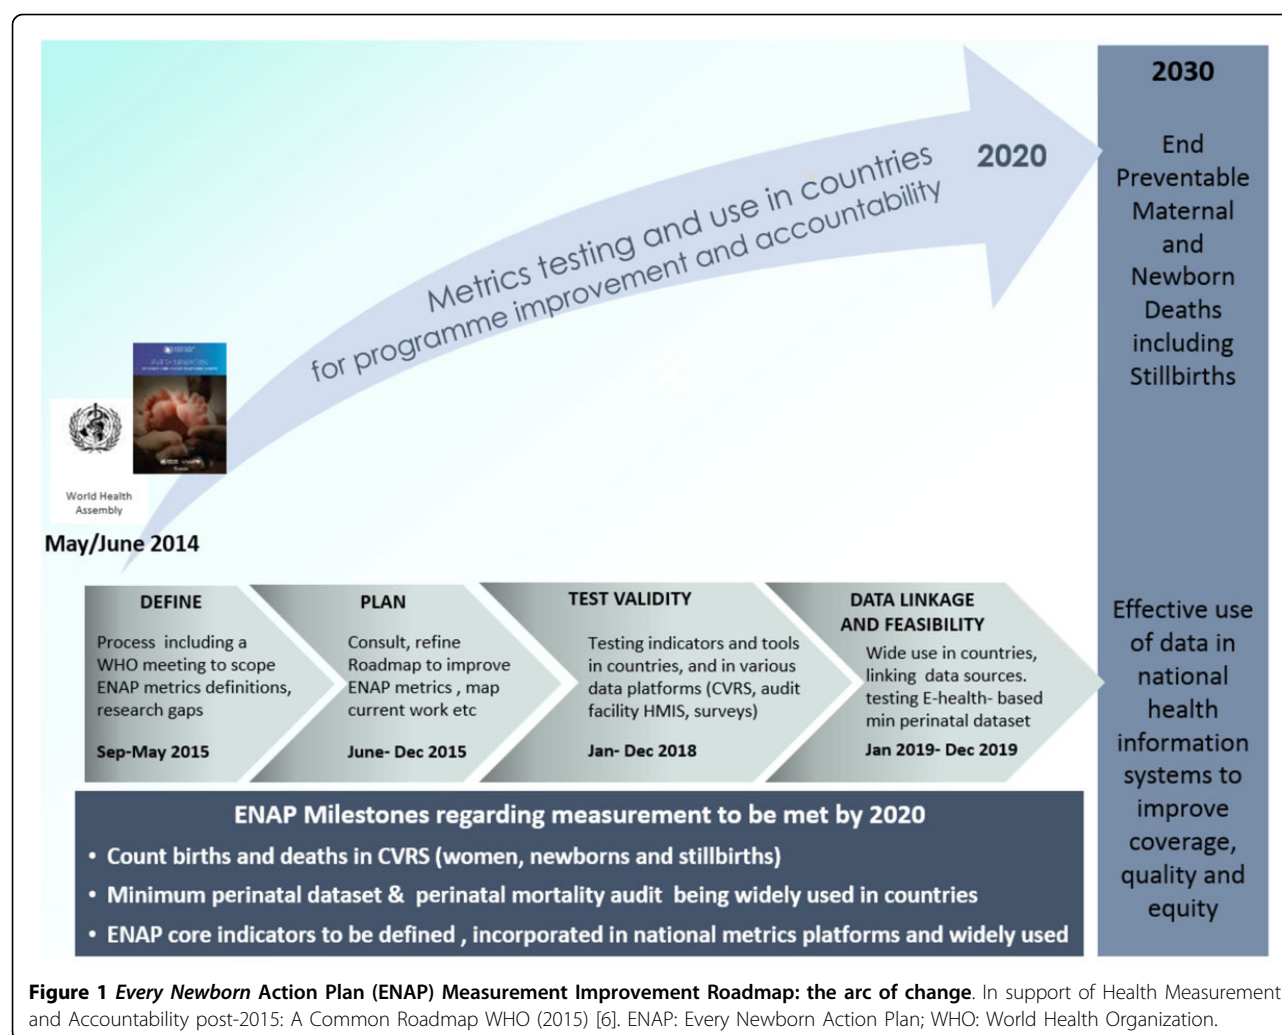 2030
End
Preventable
Maternal
and
Newborn
Deaths
including
Stillbirths
2020
Metrics testing and use in countries
for programme improvement and accountability
World Health
Assembly
May/June 2014
DEFINE
Process including a
WHO meeting to scope
ENAP metrics definitions,
research gaps
Sep-May 2015
PLAN
Consult, refine
Roadmap to improve
ENAP metrics , map
current work etc
June- Dec 2015
TEST VALIDITY
Testing indicators and tools
in countries, and in various
data platforms (CVRS, audit
facility HMIS, surveys)
Jan- Dec 2018
DATA LINKAGE
AND FEASIBILITY
Wide use in countries,
linking data sources.
testing E-health- based
min perinatal dataset
Jan 2019- Dec 2019
Effective use
of data in
national
health
information
systems to
improve
coverage,
quality and
equity
ENAP Milestones regarding measurement to be met by 2020
• Count births and deaths in CVRS (women, newborns and stillbirths)
• Minimum perinatal dataset & perinatal mortality audit being widely used in countries
• ENAP core indicators to be defined , incorporated in national metrics platforms and widely used
Figure 1 Every Newborn Action Plan (ENAP) Measurement Improvement Roadmap: the arc of change. In support of Health Measurement
and Accountability post-2015: A Common Roadmap WHO (2015) [6]. ENAP: Every Newborn Action Plan; WHO: World Health Organization.